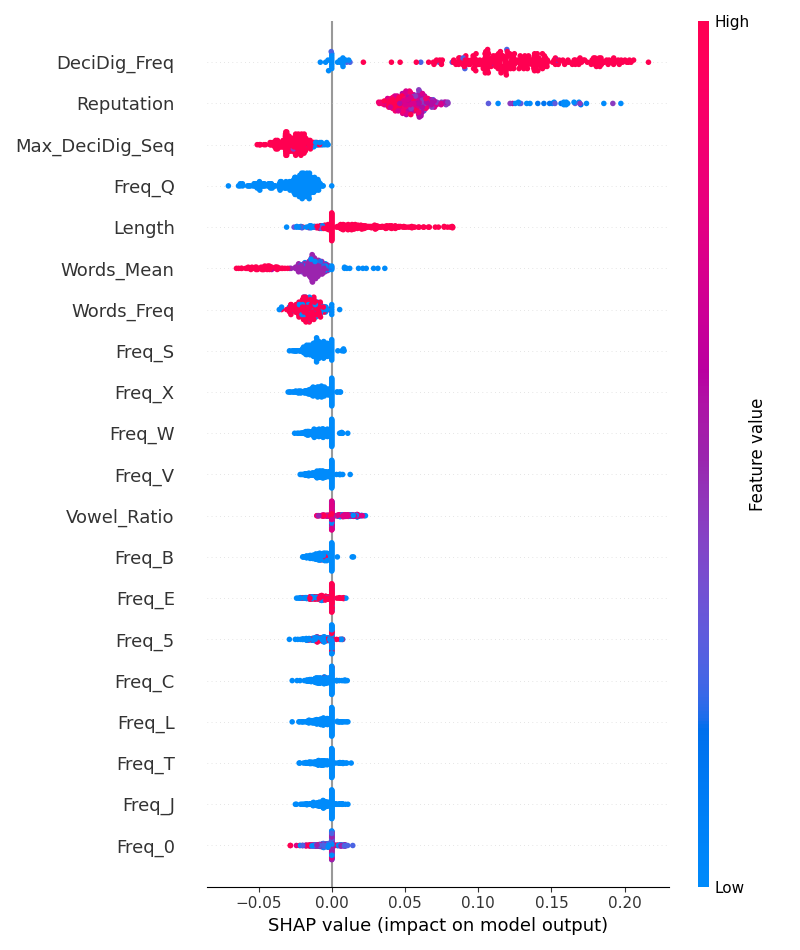 High
DeciDig_Freq
Reputation
Max_DeciDig_Seq
Freq_Q
Length
Words_Mean
Words_Freq
Freq_S
Freq_X
Freq_W
Freq_V
Vowel_Ratio
Freq_B
Freq_E
Freq_5
Freq_C
Freq_L
Freq_T
Freq_J
Freq_0
Feature value
Low
−0.05 0.00 0.05 0.10 0.15 0.20
SHAP value (impact on model output)